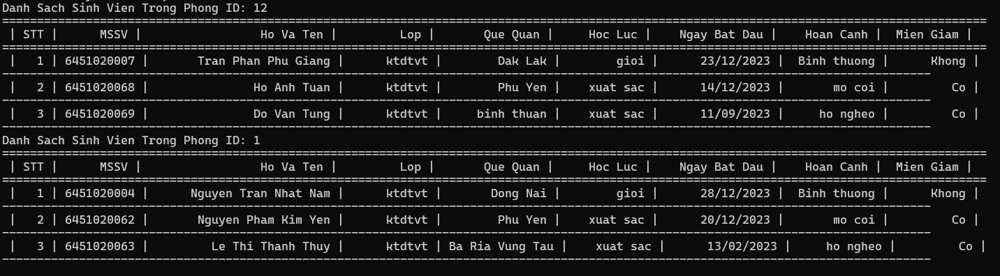 Danh Sach Sinh Vien Trong Phong ID: 12
=============================================================================================================================================
 | STT |      MSSV |                 Ho Va Ten |         Lop |       Que Quan |     Hoc Luc |    Ngay Bat Dau |    Hoan Canh |  Mien Giam |
=============================================================================================================================================
 |   1 | 6451020007 |       Tran Phan Phu Giang |      ktdtvt |        Dak Lak |        gioi |      23/12/2023 |  Binh thuong |      Khong |
-------------------------------------------------------------------------------------------------------------------------------------
 |   2 | 6451020068 |               Ho Anh Tuan |      ktdtvt |        Phu Yen |    xuat sac |      14/12/2023 |       mo coi |         Co |
-------------------------------------------------------------------------------------------------------------------------------------
 |   3 | 6451020069 |               Do Van Tung |      ktdtvt |     binh thuan |    xuat sac |      11/09/2023 |     ho ngheo |         Co |
-------------------------------------------------------------------------------------------------------------------------------------
Danh Sach Sinh Vien Trong Phong ID: 1
=============================================================================================================================================
 | STT |      MSSV |                 Ho Va Ten |         Lop |       Que Quan |     Hoc Luc |    Ngay Bat Dau |    Hoan Canh |  Mien Giam |
=============================================================================================================================================
 |   1 | 6451020004 |      Nguyen Tran Nhat Nam |      ktdtvt |       Dong Nai |        gioi |      28/12/2023 |  Binh thuong |      Khong |
-------------------------------------------------------------------------------------------------------------------------------------
 |   2 | 6451020062 |       Nguyen Pham Kim Yen |      ktdtvt |        Phu Yen |    xuat sac |      20/12/2023 |       mo coi |         Co |
-------------------------------------------------------------------------------------------------------------------------------------
 |   3 | 6451020063 |         Le Thi Thanh Thuy |      ktdtvt | Ba Ria Vung Tau |    xuat sac |      13/02/2023 |     ho ngheo |         Co |
-------------------------------------------------------------------------------------------------------------------------------------